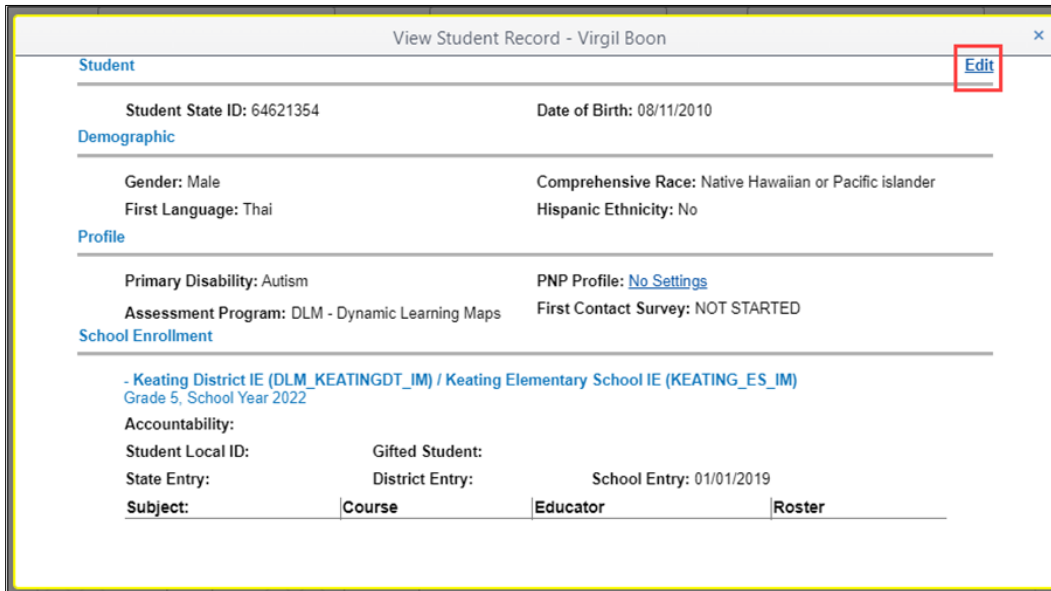 View Student Record - Virgil Boon ×
Student Edit
Student State ID: 64621354 Date of Birth: 08/11/2010
Demographic
Gender: Male Comprehensive Race: Native Hawaiian or Pacific islander
First Language: Thai Hispanic Ethnicity: No
Profile
Primary Disability: Autism PNP Profile: No Settings
Assessment Program: DLM - Dynamic Learning Maps First Contact Survey: NOT STARTED
School Enrollment
- Keating District IE (DLM_KEATINGDT_IM) / Keating Elementary School IE (KEATING_ES_IM)
Grade 5, School Year 2022
Accountability:
Student Local ID: Gifted Student:
State Entry: District Entry: School Entry: 01/01/2019
Subject: Course Educator Roster